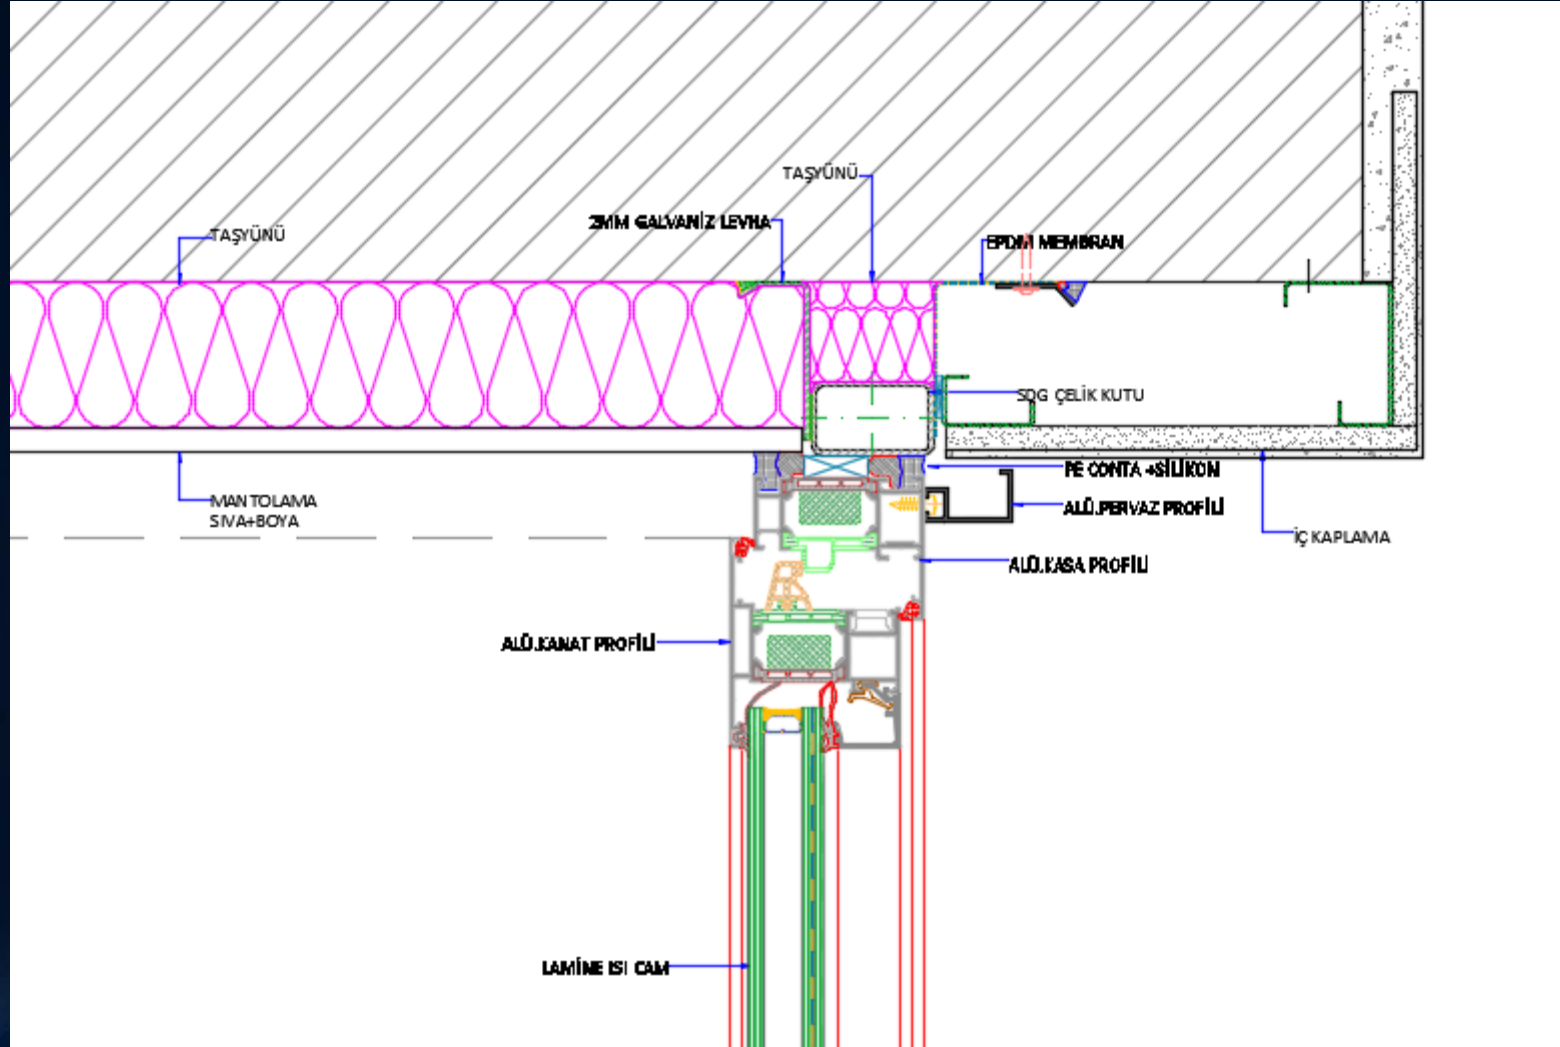 TAŞYÜNÜ
2MM GALVANİZ LEVHA
TAŞYÜNÜ
EPDM MEMBRAN
SDG ÇELİK KUTU
PE CONTA +SİLİKON
MANTOLAMA
SIVA+BOYA
ALÜ.PERVAZ PROFİLİ
İÇ KAPLAMA
ALÜ.KASA PROFİLİ
ALÜ.KANAT PROFİLİ
LAMİNE ISI CAM